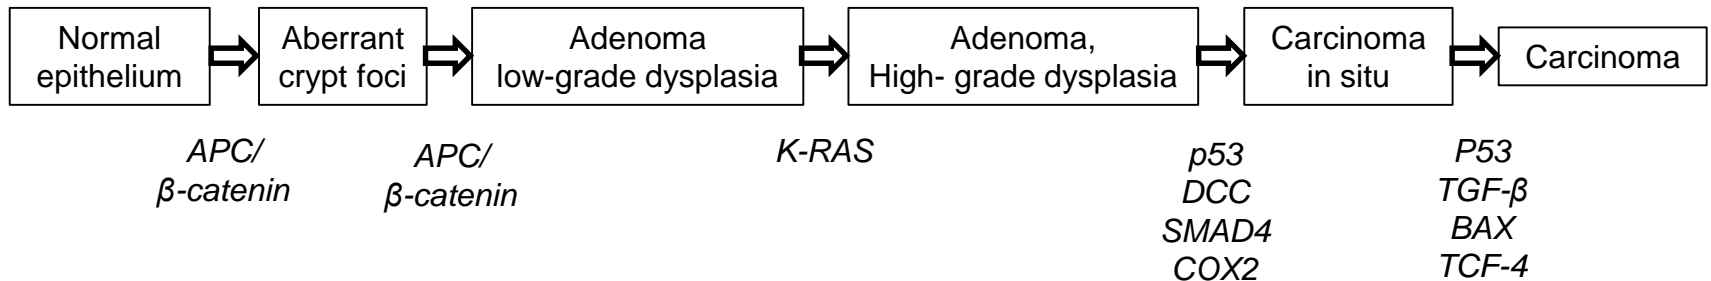 Normal
epithelium
Aberrant
crypt foci
Adenoma
low-grade dysplasia
Adenoma,
High- grade dysplasia
Carcinoma
in situ
Carcinoma
APC/
β-catenin
APC/
β-catenin
K-RAS
p53
DCC
SMAD4
COX2
P53
TGF-β
BAX
TCF-4